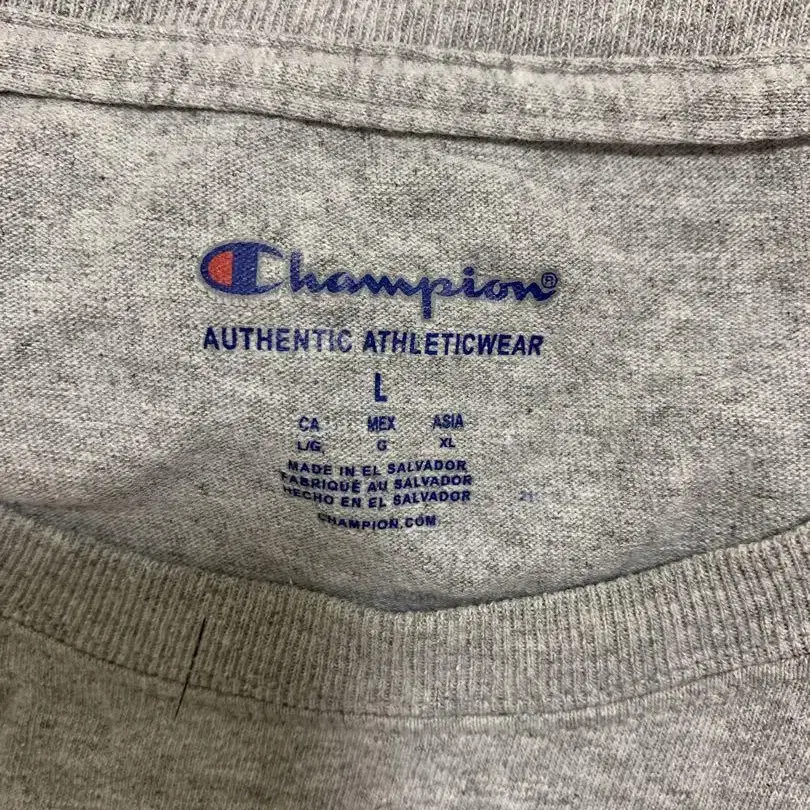 Champion®
AUTHENTIC ATHLETICWEAR
L
CA MEX ASIA
L/G G XL
MADE IN EL SALVADOR
FABRIQUÉ AU SALVADOR
HECHO EN EL SALVADOR
21
CHAMPION.COM